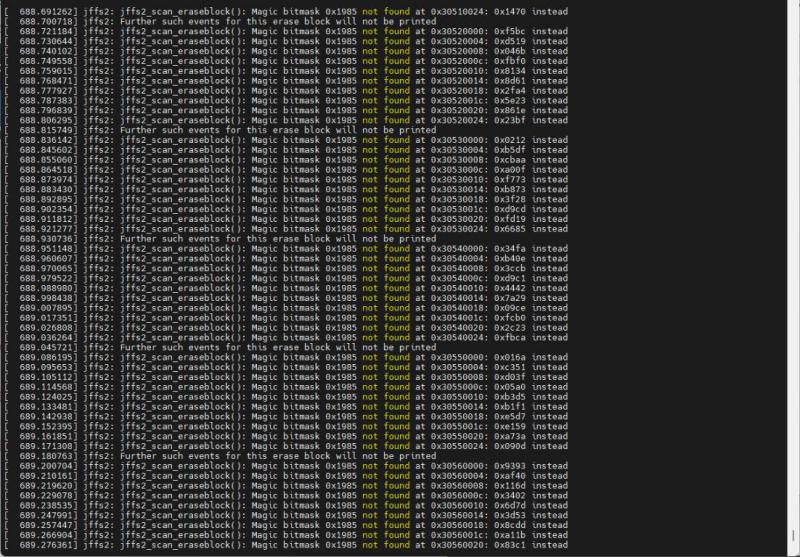 [  688.691262] jffs2: jffs2_scan_eraseblock(): Magic bitmask 0x1985 not found at 0x30510024: 0x1470 instead
[  688.700718] jffs2: Further such events for this erase block will not be printed
[  688.721184] jffs2: jffs2_scan_eraseblock(): Magic bitmask 0x1985 not found at 0x30520000: 0xf5bc instead
[  688.730644] jffs2: jffs2_scan_eraseblock(): Magic bitmask 0x1985 not found at 0x30520004: 0xd519 instead
[  688.740102] jffs2: jffs2_scan_eraseblock(): Magic bitmask 0x1985 not found at 0x30520008: 0x046b instead
[  688.749558] jffs2: jffs2_scan_eraseblock(): Magic bitmask 0x1985 not found at 0x3052000c: 0xfbf0 instead
[  688.759015] jffs2: jffs2_scan_eraseblock(): Magic bitmask 0x1985 not found at 0x30520010: 0x8134 instead
[  688.768471] jffs2: jffs2_scan_eraseblock(): Magic bitmask 0x1985 not found at 0x30520014: 0x8d61 instead
[  688.777927] jffs2: jffs2_scan_eraseblock(): Magic bitmask 0x1985 not found at 0x30520018: 0x2fa4 instead
[  688.787383] jffs2: jffs2_scan_eraseblock(): Magic bitmask 0x1985 not found at 0x3052001c: 0x5e23 instead
[  688.796839] jffs2: jffs2_scan_eraseblock(): Magic bitmask 0x1985 not found at 0x30520020: 0x861e instead
[  688.806295] jffs2: jffs2_scan_eraseblock(): Magic bitmask 0x1985 not found at 0x30520024: 0x23bf instead
[  688.815749] jffs2: Further such events for this erase block will not be printed
[  688.836142] jffs2: jffs2_scan_eraseblock(): Magic bitmask 0x1985 not found at 0x30530000: 0x0212 instead
[  688.845602] jffs2: jffs2_scan_eraseblock(): Magic bitmask 0x1985 not found at 0x30530004: 0xb5df instead
[  688.855060] jffs2: jffs2_scan_eraseblock(): Magic bitmask 0x1985 not found at 0x30530008: 0xcbaa instead
[  688.864518] jffs2: jffs2_scan_eraseblock(): Magic bitmask 0x1985 not found at 0x3053000c: 0xa00f instead
[  688.873974] jffs2: jffs2_scan_eraseblock(): Magic bitmask 0x1985 not found at 0x30530010: 0xf773 instead
[  688.883430] jffs2: jffs2_scan_eraseblock(): Magic bitmask 0x1985 not found at 0x30530014: 0xb873 instead
[  688.892895] jffs2: jffs2_scan_eraseblock(): Magic bitmask 0x1985 not found at 0x30530018: 0x3f28 instead
[  688.902354] jffs2: jffs2_scan_eraseblock(): Magic bitmask 0x1985 not found at 0x3053001c: 0xd9cd instead
[  688.911812] jffs2: jffs2_scan_eraseblock(): Magic bitmask 0x1985 not found at 0x30530020: 0xfd19 instead
[  688.921277] jffs2: jffs2_scan_eraseblock(): Magic bitmask 0x1985 not found at 0x30530024: 0x6685 instead
[  688.930736] jffs2: Further such events for this erase block will not be printed
[  688.951148] jffs2: jffs2_scan_eraseblock(): Magic bitmask 0x1985 not found at 0x30540000: 0x34fa instead
[  688.960607] jffs2: jffs2_scan_eraseblock(): Magic bitmask 0x1985 not found at 0x30540004: 0xb40e instead
[  688.970065] jffs2: jffs2_scan_eraseblock(): Magic bitmask 0x1985 not found at 0x30540008: 0x3ccb instead
[  688.979522] jffs2: jffs2_scan_eraseblock(): Magic bitmask 0x1985 not found at 0x3054000c: 0xd9c1 instead
[  688.988980] jffs2: jffs2_scan_eraseblock(): Magic bitmask 0x1985 not found at 0x30540010: 0x4442 instead
[  688.998438] jffs2: jffs2_scan_eraseblock(): Magic bitmask 0x1985 not found at 0x30540014: 0x7a29 instead
[  689.007895] jffs2: jffs2_scan_eraseblock(): Magic bitmask 0x1985 not found at 0x30540018: 0x09ce instead
[  689.017351] jffs2: jffs2_scan_eraseblock(): Magic bitmask 0x1985 not found at 0x3054001c: 0xfcb0 instead
[  689.026808] jffs2: jffs2_scan_eraseblock(): Magic bitmask 0x1985 not found at 0x30540020: 0x2c23 instead
[  689.036264] jffs2: jffs2_scan_eraseblock(): Magic bitmask 0x1985 not found at 0x30540024: 0xfbca instead
[  689.045721] jffs2: Further such events for this erase block will not be printed
[  689.086195] jffs2: jffs2_scan_eraseblock(): Magic bitmask 0x1985 not found at 0x30550000: 0x016a instead
[  689.095653] jffs2: jffs2_scan_eraseblock(): Magic bitmask 0x1985 not found at 0x30550004: 0xc351 instead
[  689.105112] jffs2: jffs2_scan_eraseblock(): Magic bitmask 0x1985 not found at 0x30550008: 0xd03f instead
[  689.114568] jffs2: jffs2_scan_eraseblock(): Magic bitmask 0x1985 not found at 0x3055000c: 0x05a0 instead
[  689.124025] jffs2: jffs2_scan_eraseblock(): Magic bitmask 0x1985 not found at 0x30550010: 0xb3d5 instead
[  689.133481] jffs2: jffs2_scan_eraseblock(): Magic bitmask 0x1985 not found at 0x30550014: 0xb1f1 instead
[  689.142938] jffs2: jffs2_scan_eraseblock(): Magic bitmask 0x1985 not found at 0x30550018: 0xe5d7 instead
[  689.152395] jffs2: jffs2_scan_eraseblock(): Magic bitmask 0x1985 not found at 0x3055001c: 0xe159 instead
[  689.161851] jffs2: jffs2_scan_eraseblock(): Magic bitmask 0x1985 not found at 0x30550020: 0xa73a instead
[  689.171308] jffs2: jffs2_scan_eraseblock(): Magic bitmask 0x1985 not found at 0x30550024: 0x090d instead
[  689.180763] jffs2: Further such events for this erase block will not be printed
[  689.200704] jffs2: jffs2_scan_eraseblock(): Magic bitmask 0x1985 not found at 0x30560000: 0x9393 instead
[  689.210161] jffs2: jffs2_scan_eraseblock(): Magic bitmask 0x1985 not found at 0x30560004: 0xaf40 instead
[  689.219620] jffs2: jffs2_scan_eraseblock(): Magic bitmask 0x1985 not found at 0x30560008: 0x116d instead
[  689.229078] jffs2: jffs2_scan_eraseblock(): Magic bitmask 0x1985 not found at 0x3056000c: 0x3402 instead
[  689.238535] jffs2: jffs2_scan_eraseblock(): Magic bitmask 0x1985 not found at 0x30560010: 0x6d7d instead
[  689.247991] jffs2: jffs2_scan_eraseblock(): Magic bitmask 0x1985 not found at 0x30560014: 0x3d53 instead
[  689.257447] jffs2: jffs2_scan_eraseblock(): Magic bitmask 0x1985 not found at 0x30560018: 0x8cdd instead
[  689.266904] jffs2: jffs2_scan_eraseblock(): Magic bitmask 0x1985 not found at 0x3056001c: 0xa11b instead
[  689.276361] jffs2: jffs2_scan_eraseblock(): Magic bitmask 0x1985 not found at 0x30560020: 0x83c1 instead